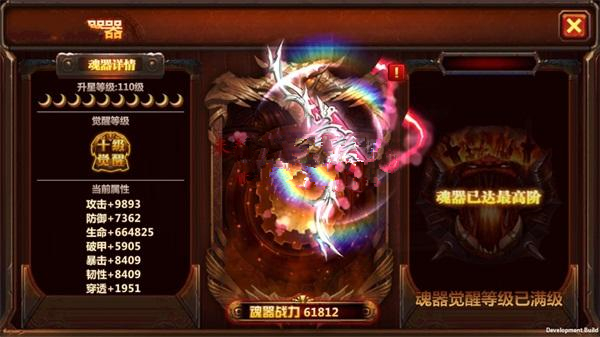 魂器详情
升星等级:110级
觉醒等级
十级
觉醒
当前属性
攻击+9893
防御+7362
生命+664825
破甲+5905
暴击+8409
韧性+8409
穿透+1951
!
魂器战力 61812
魂器已达最高阶
魂器觉醒等级已满级
Development Build